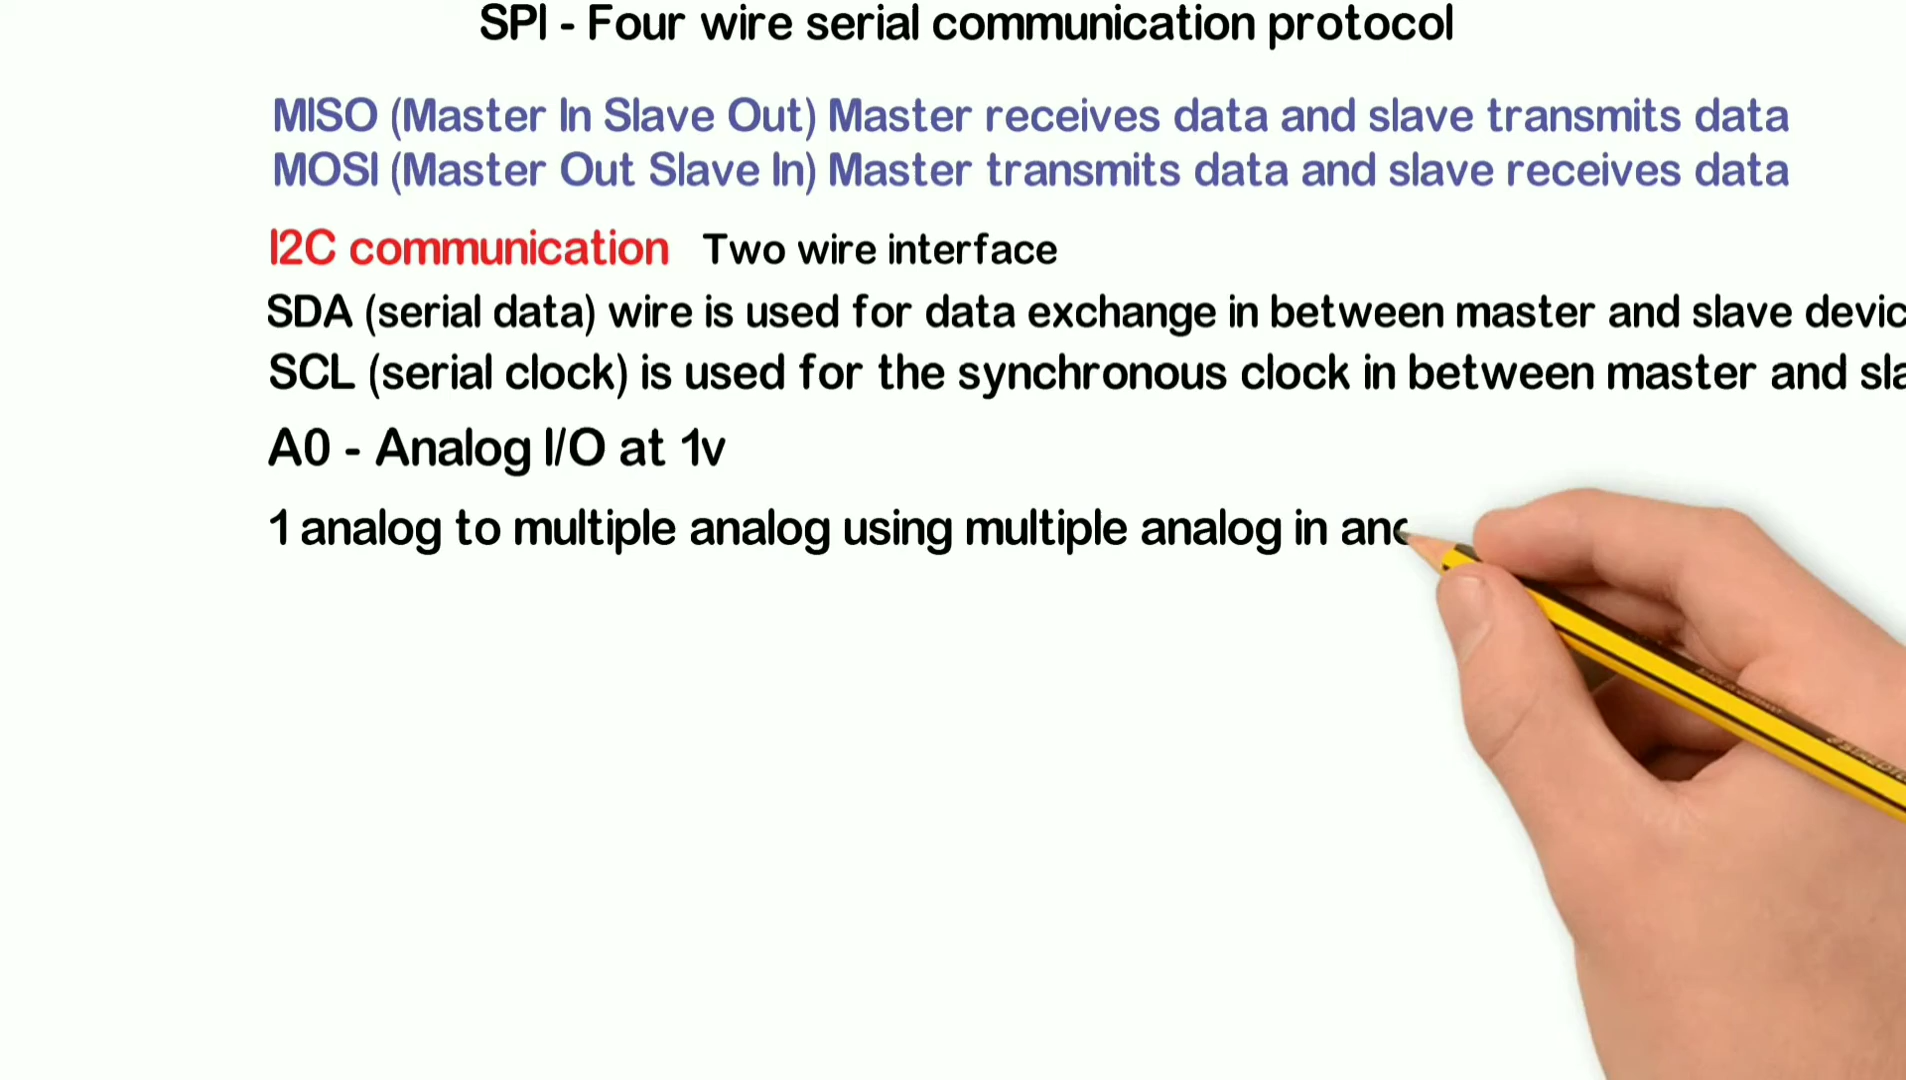 SPI - Four wire serial communication protocol
MISO (Master In Slave Out) Master receives data and slave transmits data
MOSI (Master Out Slave In) Master transmits data and slave receives data
I2C communication Two wire interface
SDA (serial data) wire is used for data exchange in between master and slave devic
SCL (serial clock) is used for the synchronous clock in between master and sla
A0 - Analog I/O at 1v
1 analog to multiple analog using multiple analog in